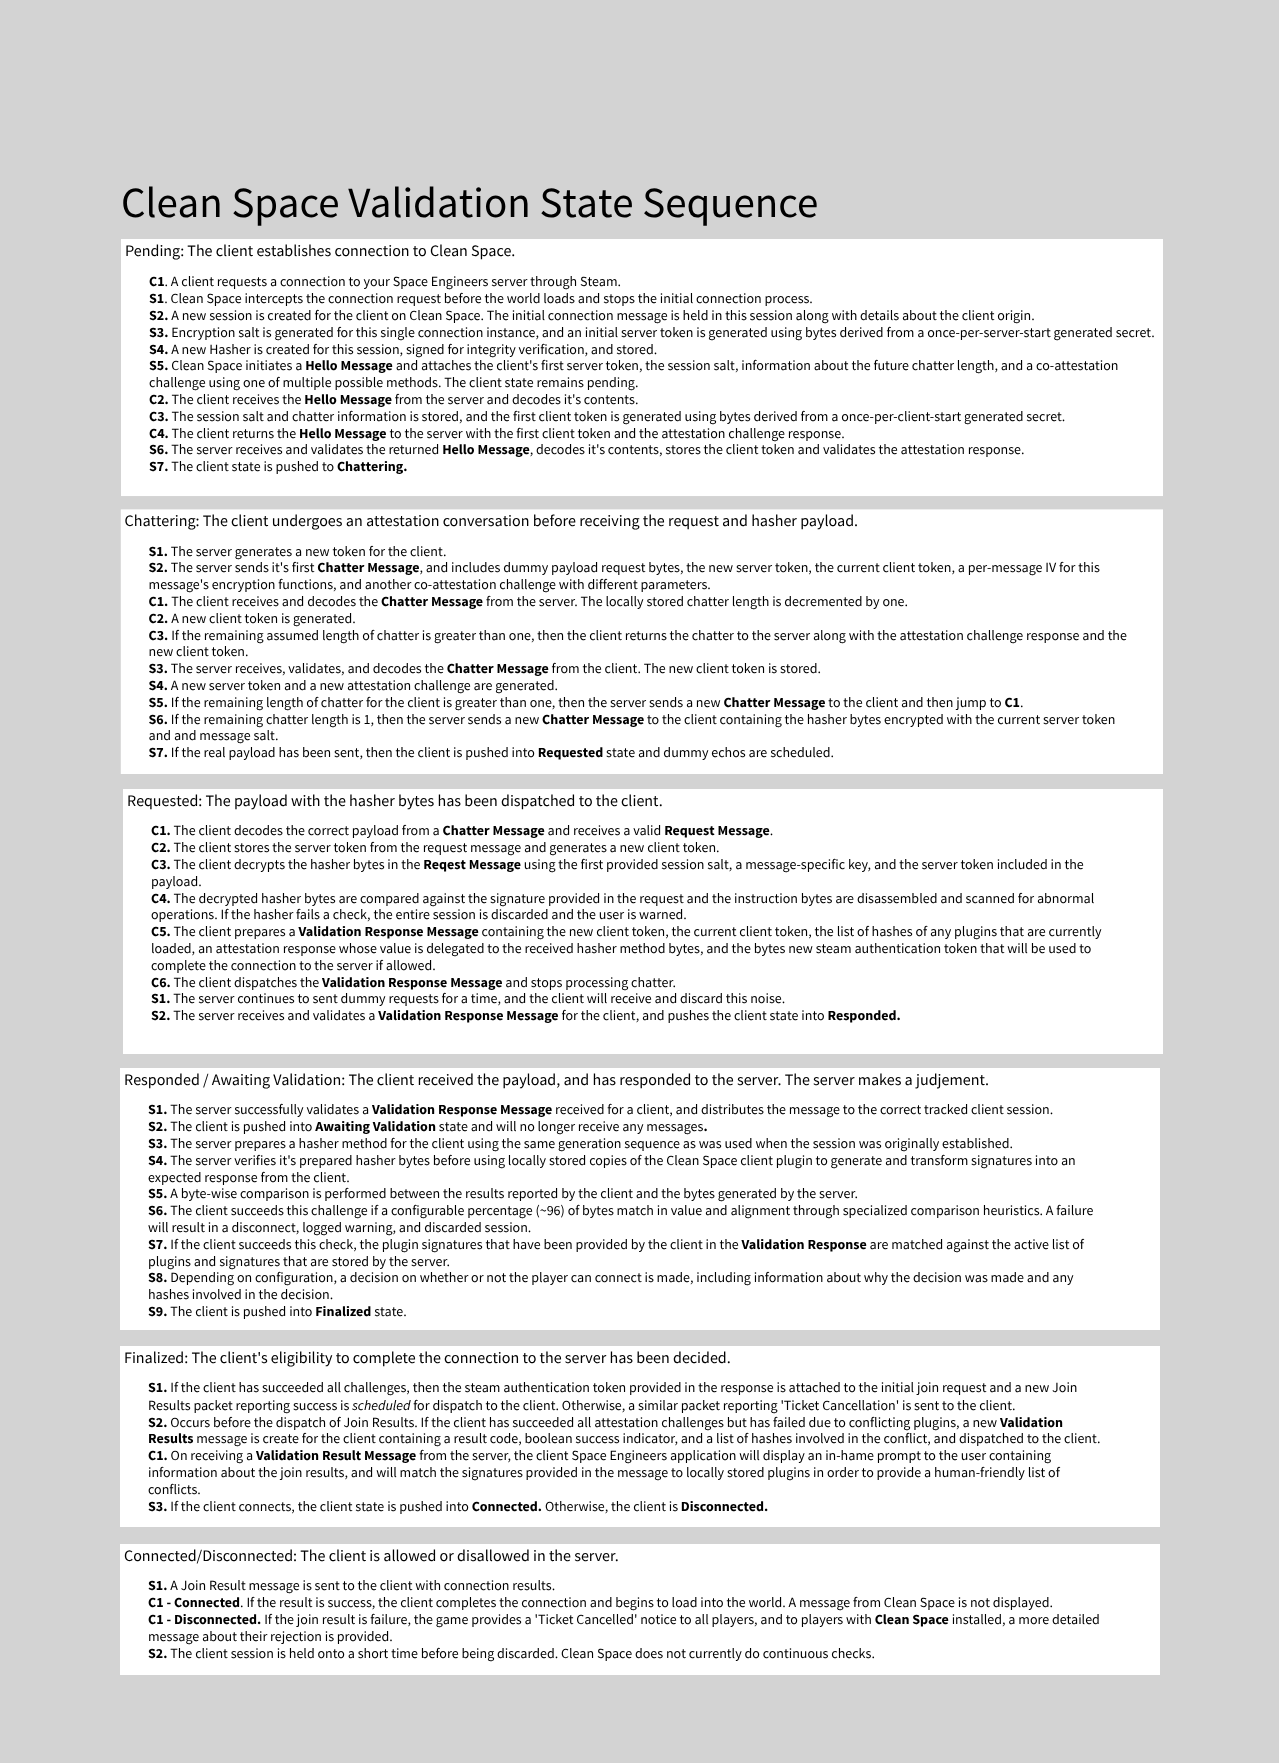 Clean Space Validation State Sequence
Pending: The client establishes connection to Clean Space.
C1. A client requests a connection to your Space Engineers server through Steam.
S1. Clean Space intercepts the connection request before the world loads and stops the initial connection process.
S2. A new session is created for the client on Clean Space. The initial connection message is held in this session along with details about the client origin.
S3. Encryption salt is generated for this single connection instance, and an initial server token is generated using bytes derived from a once-per-server-start generated secret.
S4. A new Hasher is created for this session, signed for integrity verification, and stored.
S5. Clean Space initiates a Hello Message and attaches the client's first server token, the session salt, information about the future chatter length, and a co-attestation
challenge using one of multiple possible methods. The client state remains pending.
C2. The client receives the Hello Message from the server and decodes it's contents.
C3. The session salt and chatter information is stored, and the first client token is generated using bytes derived from a once-per-client-start generated secret.
C4. The client returns the Hello Message to the server with the first client token and the attestation challenge response.
S6. The server receives and validates the returned Hello Message, decodes it's contents, stores the client token and validates the attestation response.
S7. The client state is pushed to Chattering.
Chattering: The client undergoes an attestation conversation before receiving the request and hasher payload.
S1. The server generates a new token for the client.
S2. The server sends it's first Chatter Message, and includes dummy payload request bytes, the new server token, the current client token, a per-message IV for this
message's encryption functions, and another co-attestation challenge with different parameters.
C1. The client receives and decodes the Chatter Message from the server. The locally stored chatter length is decremented by one.
C2. A new client token is generated.
C3. If the remaining assumed length of chatter is greater than one, then the client returns the chatter to the server along with the attestation challenge response and the
new client token.
S3. The server receives, validates, and decodes the Chatter Message from the client. The new client token is stored.
S4. A new server token and a new attestation challenge are generated.
S5. If the remaining length of chatter for the client is greater than one, then the server sends a new Chatter Message to the client and then jump to C1.
S6. If the remaining chatter length is 1, then the server sends a new Chatter Message to the client containing the hasher bytes encrypted with the current server token
and and message salt.
S7. If the real payload has been sent, then the client is pushed into Requested state and dummy echos are scheduled.
Requested: The payload with the hasher bytes has been dispatched to the client.
C1. The client decodes the correct payload from a Chatter Message and receives a valid Request Message.
C2. The client stores the server token from the request message and generates a new client token.
C3. The client decrypts the hasher bytes in the Reqest Message using the first provided session salt, a message-specific key, and the server token included in the
payload.
C4. The decrypted hasher bytes are compared against the signature provided in the request and the instruction bytes are disassembled and scanned for abnormal
operations. If the hasher fails a check, the entire session is discarded and the user is warned.
C5. The client prepares a Validation Response Message containing the new client token, the current client token, the list of hashes of any plugins that are currently
loaded, an attestation response whose value is delegated to the received hasher method bytes, and the bytes new steam authentication token that will be used to
complete the connection to the server if allowed.
C6. The client dispatches the Validation Response Message and stops processing chatter.
S1. The server continues to sent dummy requests for a time, and the client will receive and discard this noise.
S2. The server receives and validates a Validation Response Message for the client, and pushes the client state into Responded.
Responded / Awaiting Validation: The client received the payload, and has responded to the server. The server makes a judjement.
S1. The server successfully validates a Validation Response Message received for a client, and distributes the message to the correct tracked client session.
S2. The client is pushed into Awaiting Validation state and will no longer receive any messages.
S3. The server prepares a hasher method for the client using the same generation sequence as was used when the session was originally established.
S4. The server verifies it's prepared hasher bytes before using locally stored copies of the Clean Space client plugin to generate and transform signatures into an
expected response from the client.
S5. A byte-wise comparison is performed between the results reported by the client and the bytes generated by the server.
S6. The client succeeds this challenge if a configurable percentage (~96) of bytes match in value and alignment through specialized comparison heuristics. A failure
will result in a disconnect, logged warning, and discarded session.
S7. If the client succeeds this check, the plugin signatures that have been provided by the client in the Validation Response are matched against the active list of
plugins and signatures that are stored by the server.
S8. Depending on configuration, a decision on whether or not the player can connect is made, including information about why the decision was made and any
hashes involved in the decision.
S9. The client is pushed into Finalized state.
Finalized: The client's eligibility to complete the connection to the server has been decided.
S1. If the client has succeeded all challenges, then the steam authentication token provided in the response is attached to the initial join request and a new Join
Results packet reporting success is scheduled for dispatch to the client. Otherwise, a similar packet reporting 'Ticket Cancellation' is sent to the client.
S2. Occurs before the dispatch of Join Results. If the client has succeeded all attestation challenges but has failed due to conflicting plugins, a new Validation
Results message is create for the client containing a result code, boolean success indicator, and a list of hashes involved in the conflict, and dispatched to the client.
C1. On receiving a Validation Result Message from the server, the client Space Engineers application will display an in-hame prompt to the user containing
information about the join results, and will match the signatures provided in the message to locally stored plugins in order to provide a human-friendly list of
conflicts.
S3. If the client connects, the client state is pushed into Connected. Otherwise, the client is Disconnected.
Connected/Disconnected: The client is allowed or disallowed in the server.
S1. A Join Result message is sent to the client with connection results.
C1 - Connected. If the result is success, the client completes the connection and begins to load into the world. A message from Clean Space is not displayed.
C1 - Disconnected. If the join result is failure, the game provides a 'Ticket Cancelled' notice to all players, and to players with Clean Space installed, a more detailed
message about their rejection is provided.
S2. The client session is held onto a short time before being discarded. Clean Space does not currently do continuous checks.